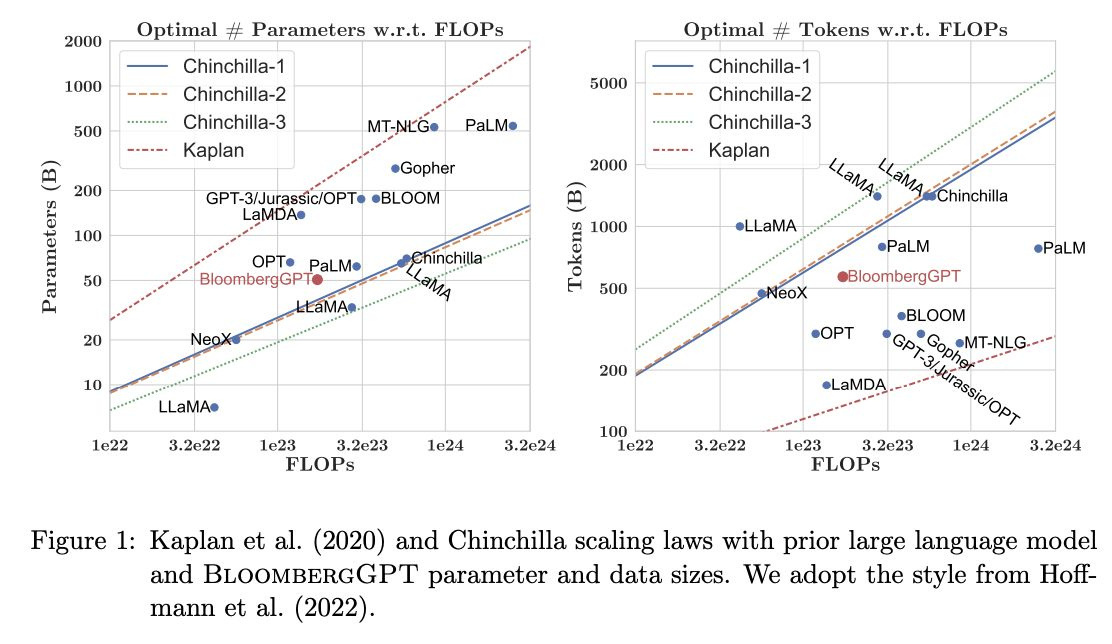 Optimal # Parameters w.r.t. FLOPs
Parameters (B)
2000
1000
500
200
100
50
20
10
Chinchilla-1
Chinchilla-2
Chinchilla-3
Kaplan
MT-NLG
PaLM
Gopher
GPT-3/Jurassic/OPT
BLOOM
LaMDA
OPT
PaLM
Chinchilla
BloombergGPT
LLaMA
LLaMA
NeoX
LLaMA
1e22
3.2e22
1e23
3.2e23
1e24
3.2e24
FLOPs
Optimal # Tokens w.r.t. FLOPs
Tokens (B)
5000
2000
1000
500
200
100
Chinchilla-1
Chinchilla-2
Chinchilla-3
Kaplan
LLaMA
LLaMA
Chinchilla
LLaMA
PaLM
PaLM
BloombergGPT
NeoX
BLOOM
OPT
GPT-3/Jurassic/OPT
Gopher
MT-NLG
LaMDA
1e22
3.2e22
1e23
3.2e23
1e24
3.2e24
FLOPs
Figure 1: Kaplan et al. (2020) and Chinchilla scaling laws with prior large language model
and BLOOMBERGGPT parameter and data sizes. We adopt the style from Hoff-
mann et al. (2022).